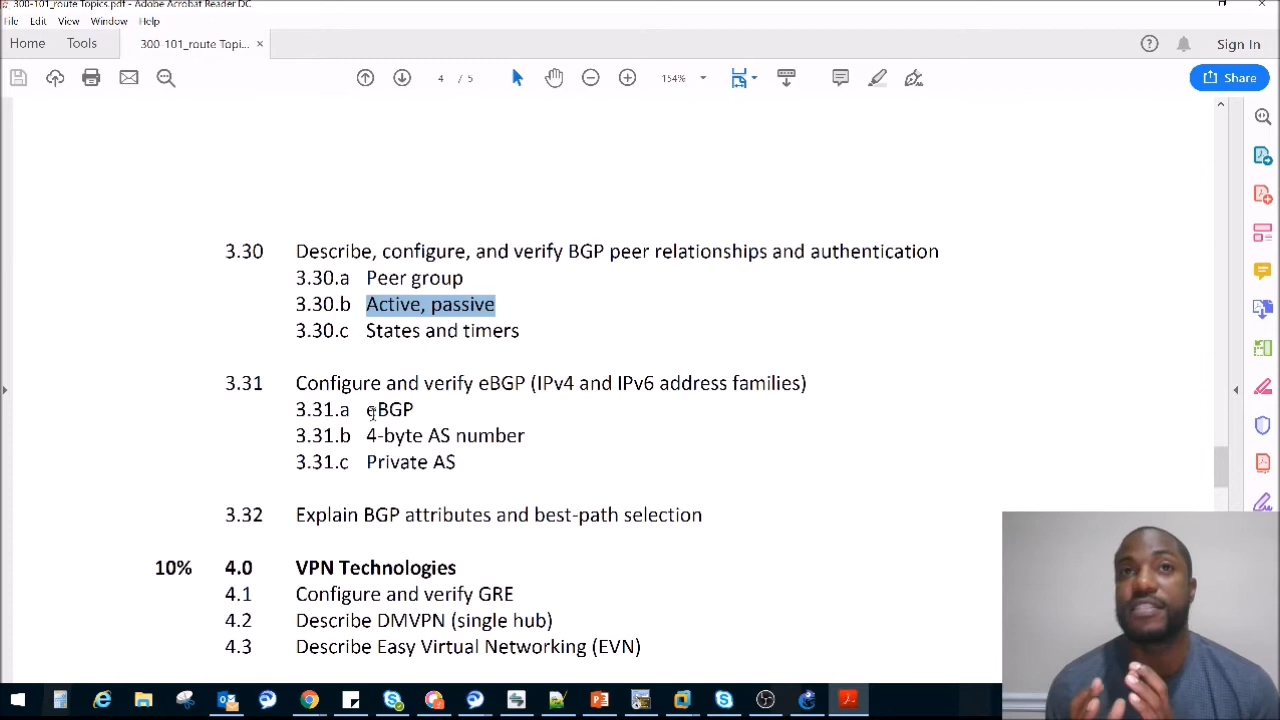 300-101_route Topics.pdf - Adobe Acrobat Reader DC
File Edit View Window Help
Home Tools 300-101_route Topi... × Sign In
4 / 5 154% Share
3.30 Describe, configure, and verify BGP peer relationships and authentication
3.30.a Peer group
3.30.b Active, passive
3.30.c States and timers
3.31 Configure and verify eBGP (IPv4 and IPv6 address families)
3.31.a eBGP
3.31.b 4-byte AS number
3.31.c Private AS
3.32 Explain BGP attributes and best-path selection
10% 4.0 VPN Technologies
4.1 Configure and verify GRE
4.2 Describe DMVPN (single hub)
4.3 Describe Easy Virtual Networking (EVN)